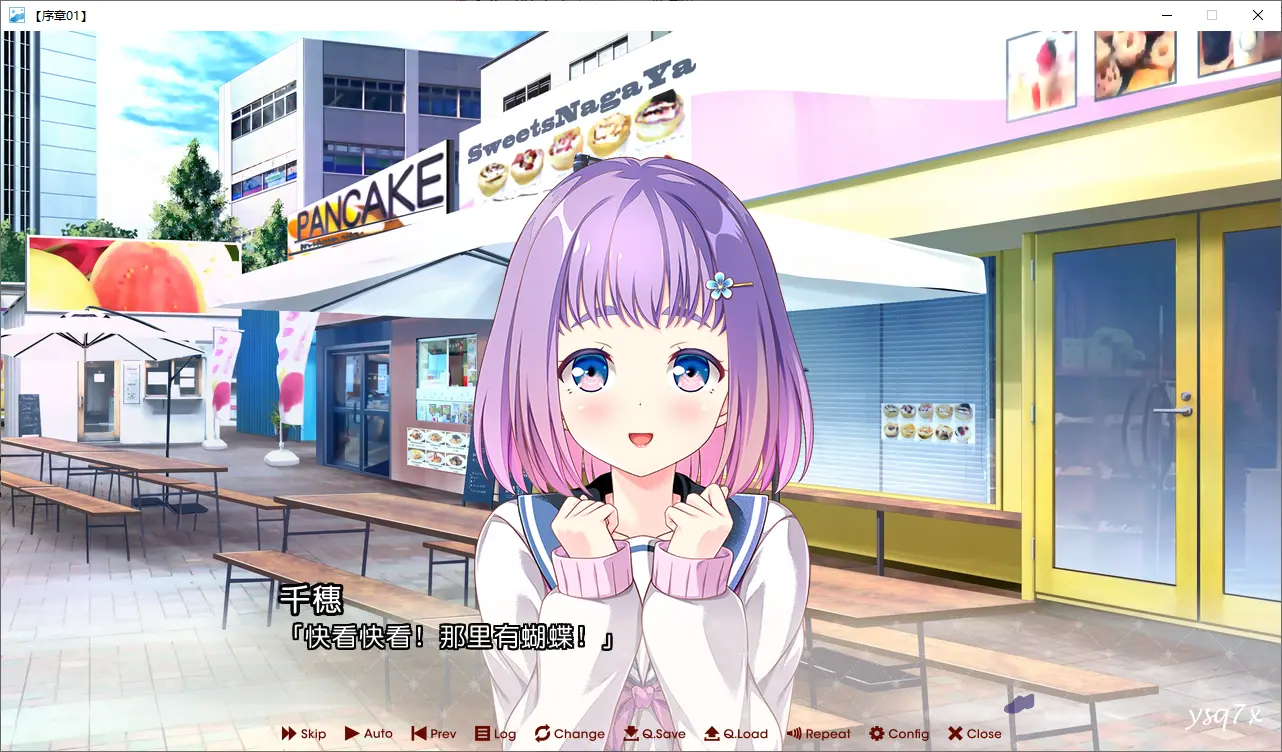 【序章01】
SweetsNagaYa
PANCAKE
千穗
「快看快看！那里有蝴蝶！」
Skip Auto Prev Log Change Q.Save Q.Load Repeat Config Close
ysq7x